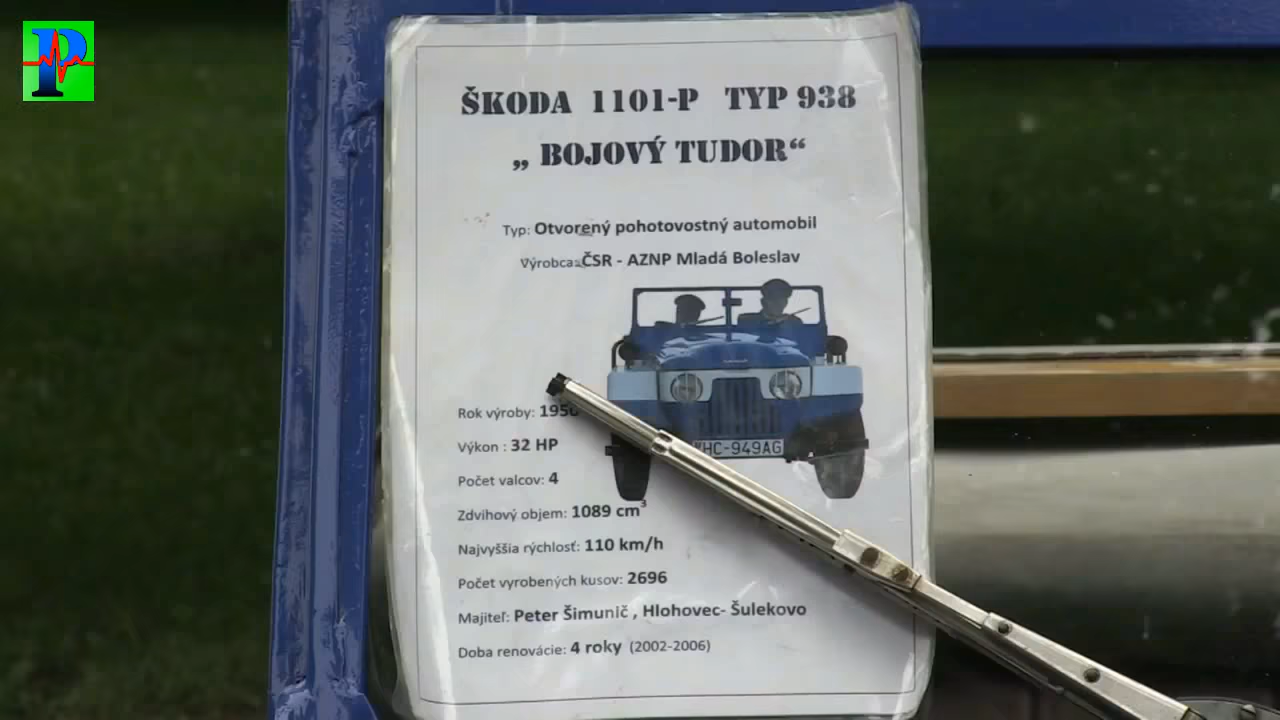 P
ŠKODA 1101-P TYP 938
„ BOJOVÝ TUDOR“
Typ: Otvorený pohotovostný automobil
Výrobca: ČSR - AZNP Mladá Boleslav
HC-949AG
Rok výroby: 1950
Výkon : 32 HP
Počet valcov: 4
Zdvihový objem: 1089 cm³
Najvyššia rýchlosť: 110 km/h
Počet vyrobených kusov: 2696
Majiteľ: Peter Šimunič , Hlohovec- Šulekovo
Doba renovácie: 4 roky (2002-2006)